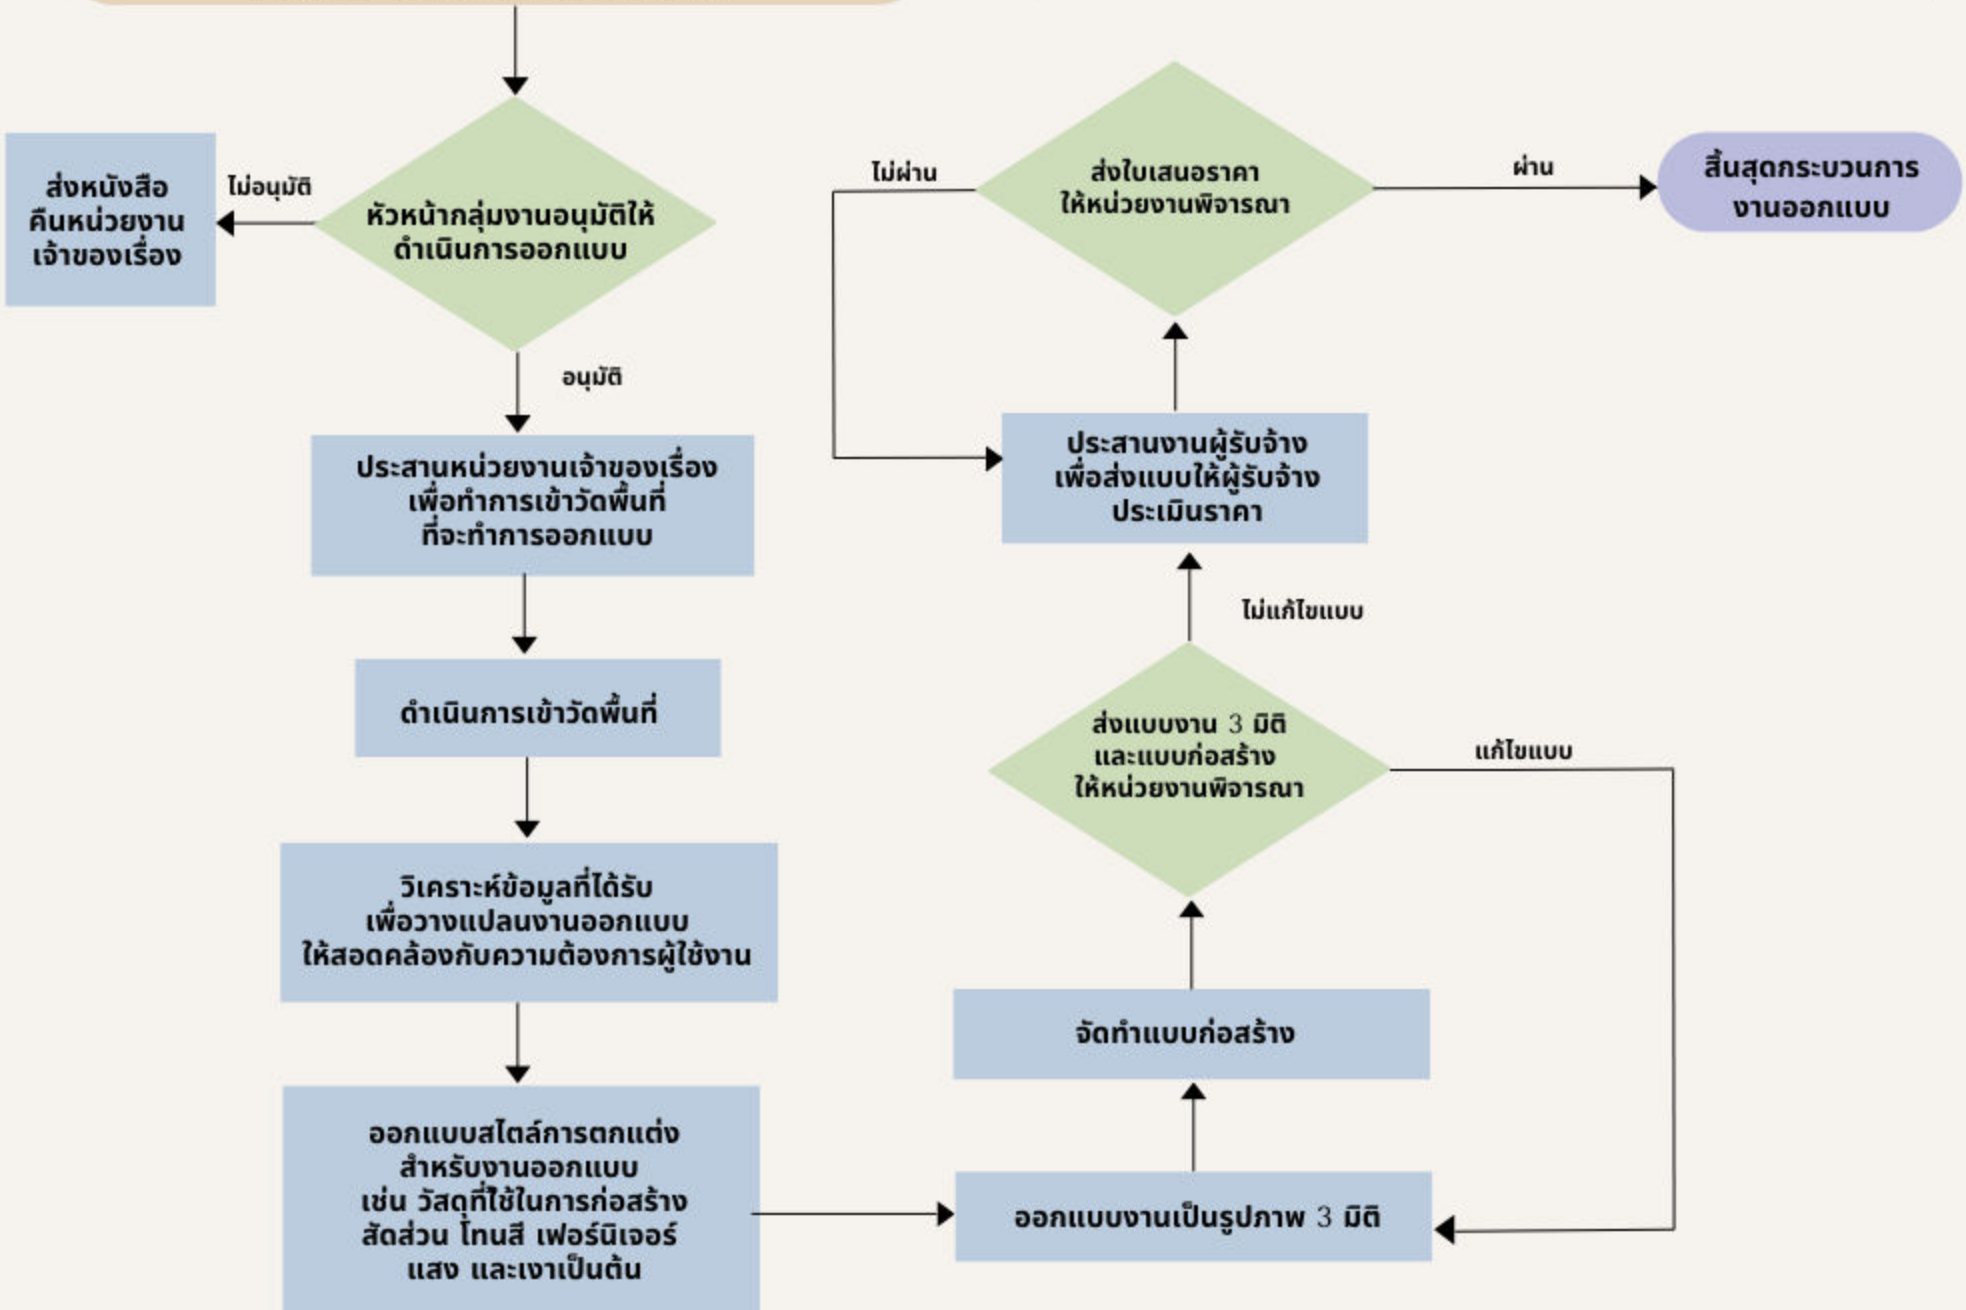 ส่งหนังสือ
คืนหน่วยงาน
เจ้าของเรื่อง
ไม่อนุมัติ
หัวหน้ากลุ่มงานอนุมัติให้
ดำเนินการออกแบบ
อนุมัติ
ประสานหน่วยงานเจ้าของเรื่อง
เพื่อทำการเข้าวัดพื้นที่
ที่จะทำการออกแบบ
ดำเนินการเข้าวัดพื้นที่
วิเคราะห์ข้อมูลที่ได้รับ
เพื่อวางแปลนงานออกแบบ
ให้สอดคล้องกับความต้องการผู้ใช้งาน
ออกแบบสไตล์การตกแต่ง
สำหรับงานออกแบบ
เช่น วัสดุที่ใช้ในการก่อสร้าง
สัดส่วน โทนสี เฟอร์นิเจอร์
แสง และเงาเป็นต้น
ออกแบบงานเป็นรูปภาพ 3 มิติ
จัดทำแบบก่อสร้าง
ส่งแบบงาน 3 มิติ
และแบบก่อสร้าง
ให้หน่วยงานพิจารณา
แก้ไขแบบ
ไม่แก้ไขแบบ
ประสานงานผู้รับจ้าง
เพื่อส่งแบบให้ผู้รับจ้าง
ประเมินราคา
ส่งใบเสนอราคา
ให้หน่วยงานพิจารณา
ไม่ผ่าน
ผ่าน
สิ้นสุดกระบวนการ
งานออกแบบ